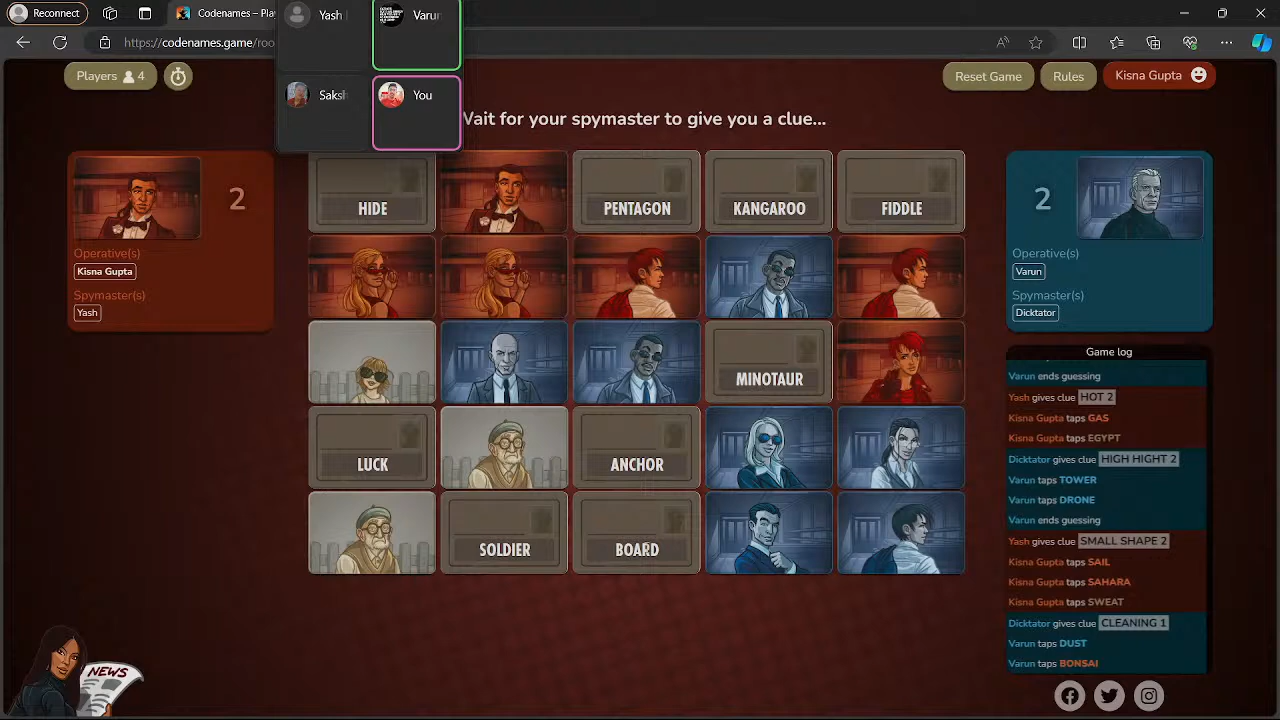 Reconnect
Codenames – Pla
https://codenames.game/roo
Yash
Varun
Saksh
You
Players 4
Reset Game
Rules
Kisna Gupta
Wait for your spymaster to give you a clue...
2
Operative(s)
Kisna Gupta
Spymaster(s)
Yash
HIDE
PENTAGON
KANGAROO
FIDDLE
MINOTAUR
LUCK
ANCHOR
SOLDIER
BOARD
2
Operative(s)
Varun
Spymaster(s)
Dicktator
Game log
Varun ends guessing
Yash gives clue HOT 2
Kisna Gupta taps GAS
Kisna Gupta taps EGYPT
Dicktator gives clue HIGH HIGHT 2
Varun taps TOWER
Varun taps DRONE
Varun ends guessing
Yash gives clue SMALL SHAPE 2
Kisna Gupta taps SAIL
Kisna Gupta taps SAHARA
Kisna Gupta taps SWEAT
Dicktator gives clue CLEANING 1
Varun taps DUST
Varun taps BONSAI
NEWS